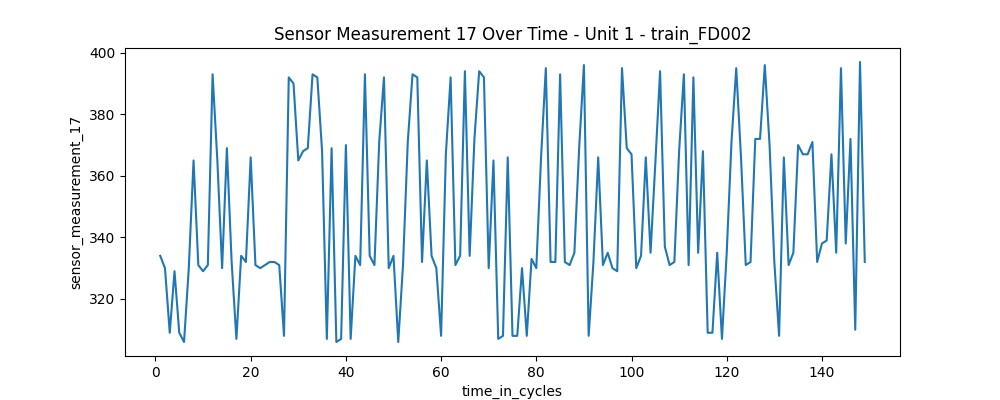 Sensor Measurement 17 Over Time - Unit 1 - train_FD002
sensor_measurement_17
400
380
360
340
320
0 20 40 60 80 100 120 140
time_in_cycles